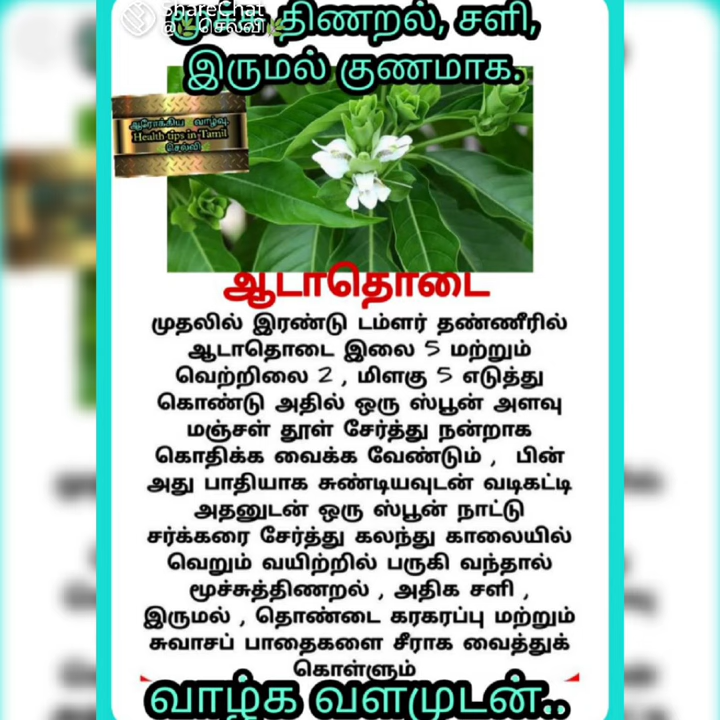 ShareChat
@🌿செல்வி🌿
திணறல், சளி,
இருமல் குணமாக.
ஆரோக்கிய வாழ்வு
Health tips in Tamil
செல்வி
ஆடாதொடை
முதலில் இரண்டு டம்ளர் தண்ணீரில்
ஆடாதொடை இலை 5 மற்றும்
வெற்றிலை 2 , மிளகு 5 எடுத்து
கொண்டு அதில் ஒரு ஸ்பூன் அளவு
மஞ்சள் தூள் சேர்த்து நன்றாக
கொதிக்க வைக்க வேண்டும் , பின்
அது பாதியாக சுண்டியவுடன் வடிகட்டி
அதனுடன் ஒரு ஸ்பூன் நாட்டு
சர்க்கரை சேர்த்து கலந்து காலையில்
வெறும் வயிற்றில் பருகி வந்தால்
மூச்சுத்திணறல் , அதிக சளி ,
இருமல் , தொண்டை கரகரப்பு மற்றும்
சுவாசப் பாதைகளை சீராக வைத்துக்
கொள்ளும்
வாழ்க வளமுடன்..